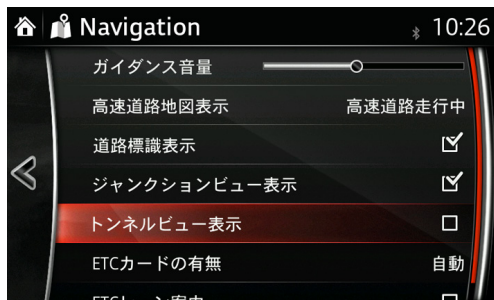 Navigation 10:26
ガイダンス音量
高速道路地図表示 高速道路走行中
道路標識表示
ジャンクションビュー表示
トンネルビュー表示
ETCカードの有無 自動